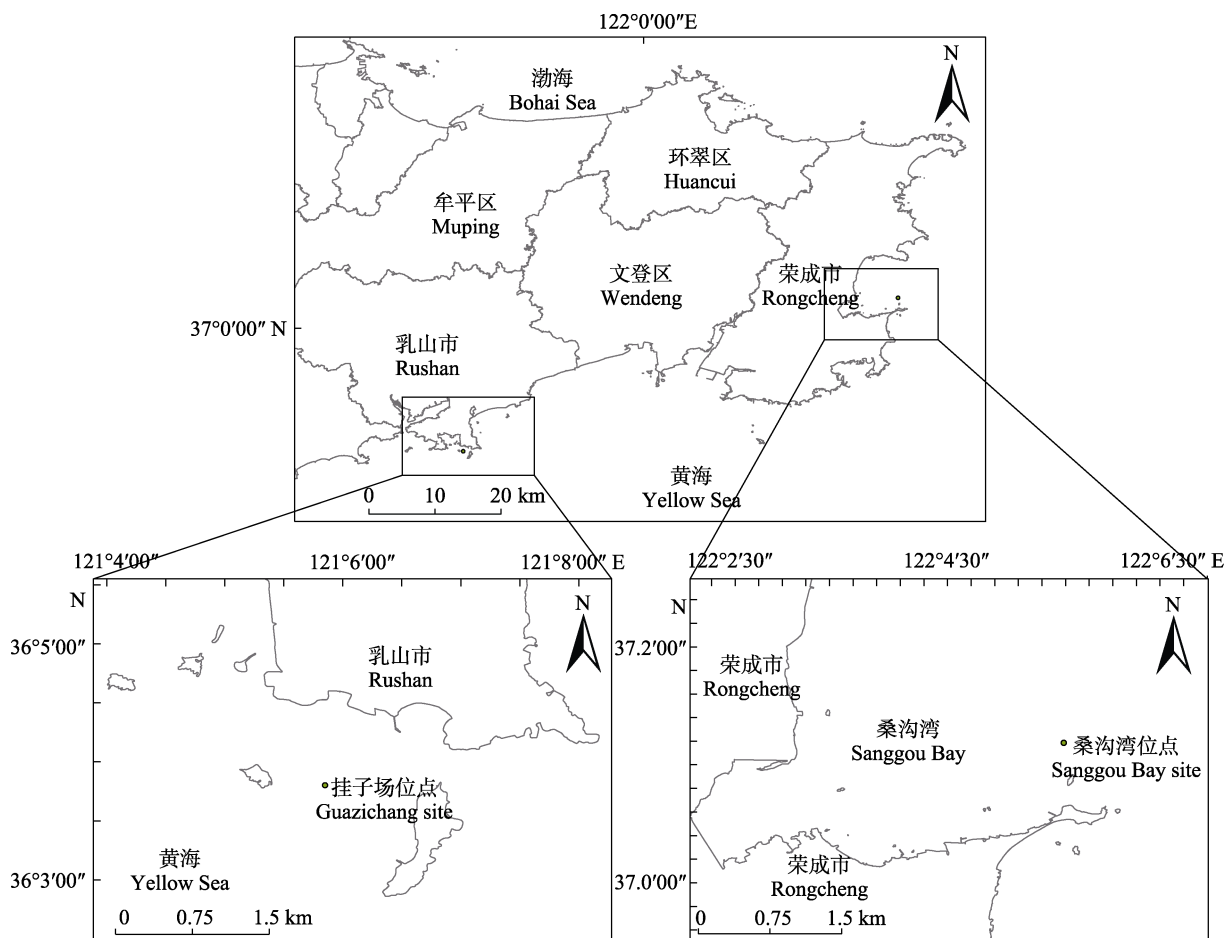 122°0′00″E
N
渤海
Bohai Sea
环翠区
Huancui
牟平区
Muping
文登区
Wendeng
荣成市
Rongcheng
37°0′00″ N
乳山市
Rushan
黄海
Yellow Sea
0 10 20 km
121°4′00″ 121°6′00″ 121°8′00″ E
N
N
36°5′00″
乳山市
Rushan
挂子场位点
Guazichang site
黄海
Yellow Sea
36°3′00″
0 0.75 1.5 km
122°2′30″ 122°4′30″ 122°6′30″ E
N
N
37.2′00″
荣成市
Rongcheng
桑沟湾
Sanggou Bay
桑沟湾位点
Sanggou Bay site
荣成市
Rongcheng
37.0′00″
0 0.75 1.5 km